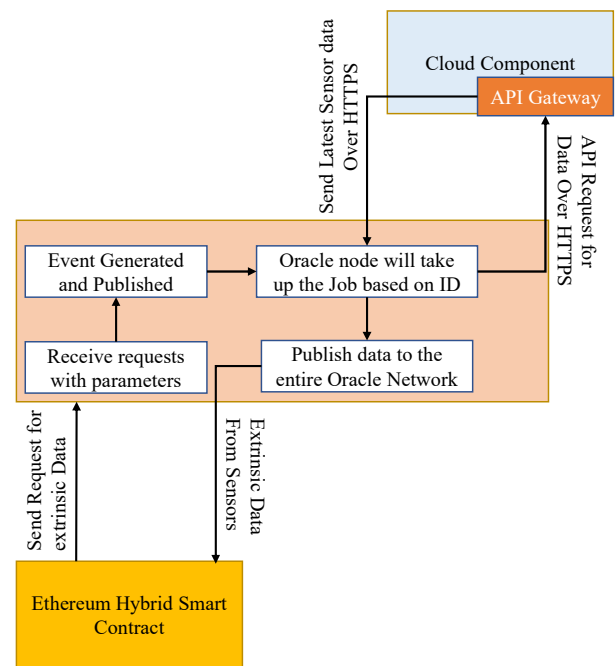 Cloud Component
API Gateway
Send Latest Sensor data
Over HTTPS
API Request for
Data Over HTTPS
Event Generated
and Published
Oracle node will take
up the Job based on ID
Receive requests
with parameters
Publish data to the
entire Oracle Network
Send Request for
extrinsic Data
Extrinsic Data
From Sensors
Ethereum Hybrid Smart
Contract